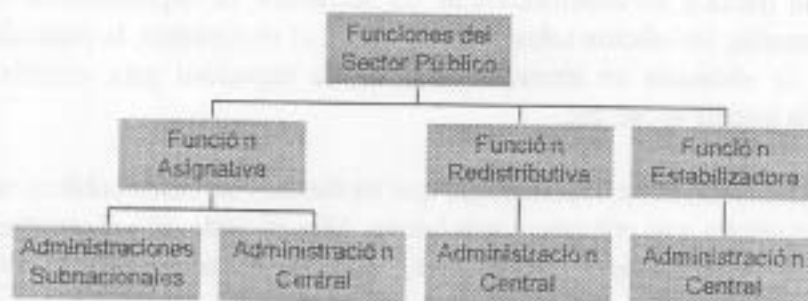 Funciones del
Sector Público
Función
Asignativa
Función
Redistributiva
Función
Estabilizadora
Administraciones
Subnacionales
Administración
Central
Administración
Central
Administración
Central